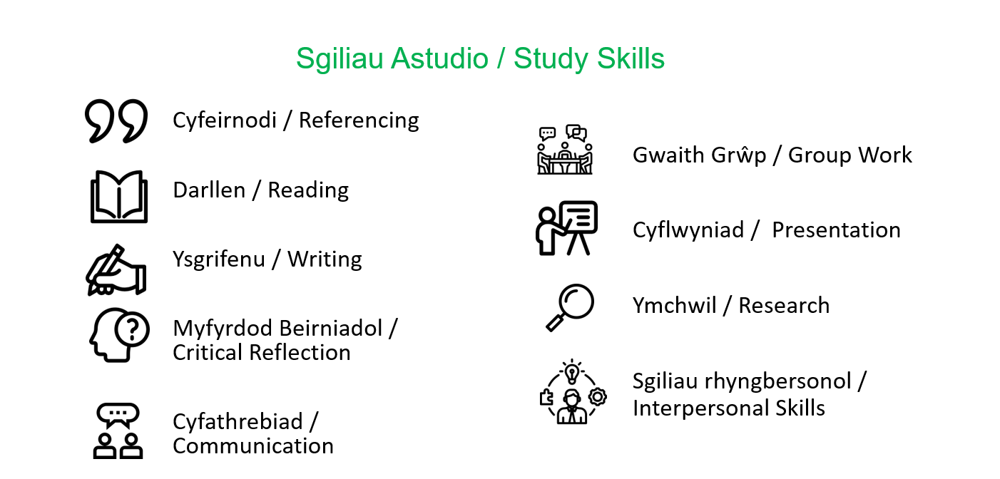 Sgiliau Astudio / Study Skills
Cyfeirnodi / Referencing
Darllen / Reading
Ysgrifenu / Writing
Myfyrdod Beirniadol /
Critical Reflection
Cyfathrebiad /
Communication
Gwaith Grŵp / Group Work
Cyflwyniad /  Presentation
Ymchwil / Research
Sgiliau rhyngbersonol /
Interpersonal Skills